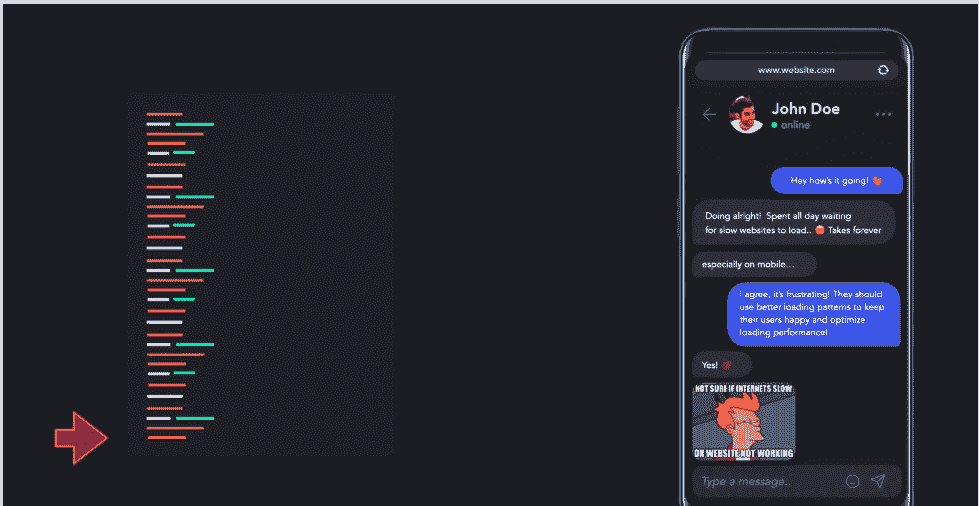 www.website.com
John Doe
online
Hey how's it going!
Doing alright! Spent all day waiting
for slow websites to load.. Takes forever
especially on mobile...
I agree, it's frustrating! They should
use better loading patterns to keep
their users happy and optimize
loading performance!
Yes! 💯
NOT SURE IF INTERNETS SLOW
OR WEBSITE NOT WORKING
Type a message..